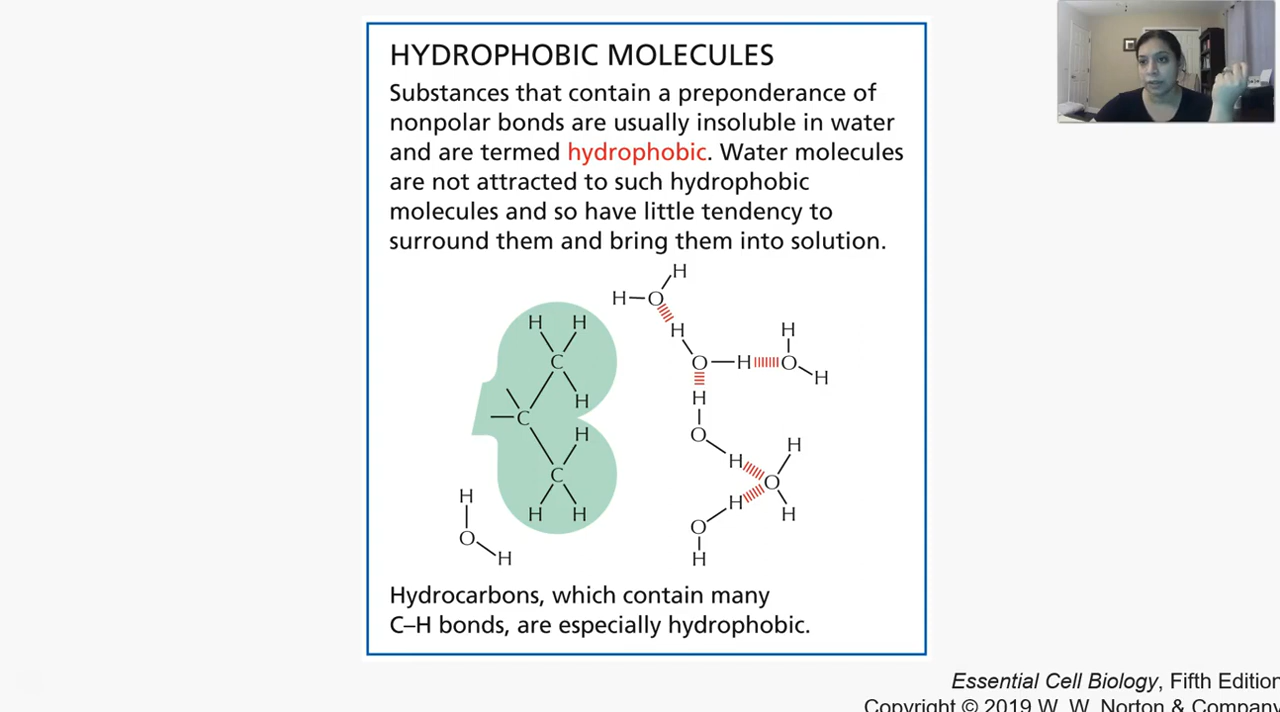 HYDROPHOBIC MOLECULES
Substances that contain a preponderance of
nonpolar bonds are usually insoluble in water
and are termed hydrophobic. Water molecules
are not attracted to such hydrophobic
molecules and so have little tendency to
surround them and bring them into solution.
H
H O
H H H H
C O H O
H
H H
C
H O
H
H
C O
H
H
H H H
O
O
H H
Hydrocarbons, which contain many
C–H bonds, are especially hydrophobic.
Essential Cell Biology, Fifth Edition
Copyright © 2019 W. W. Norton & Company